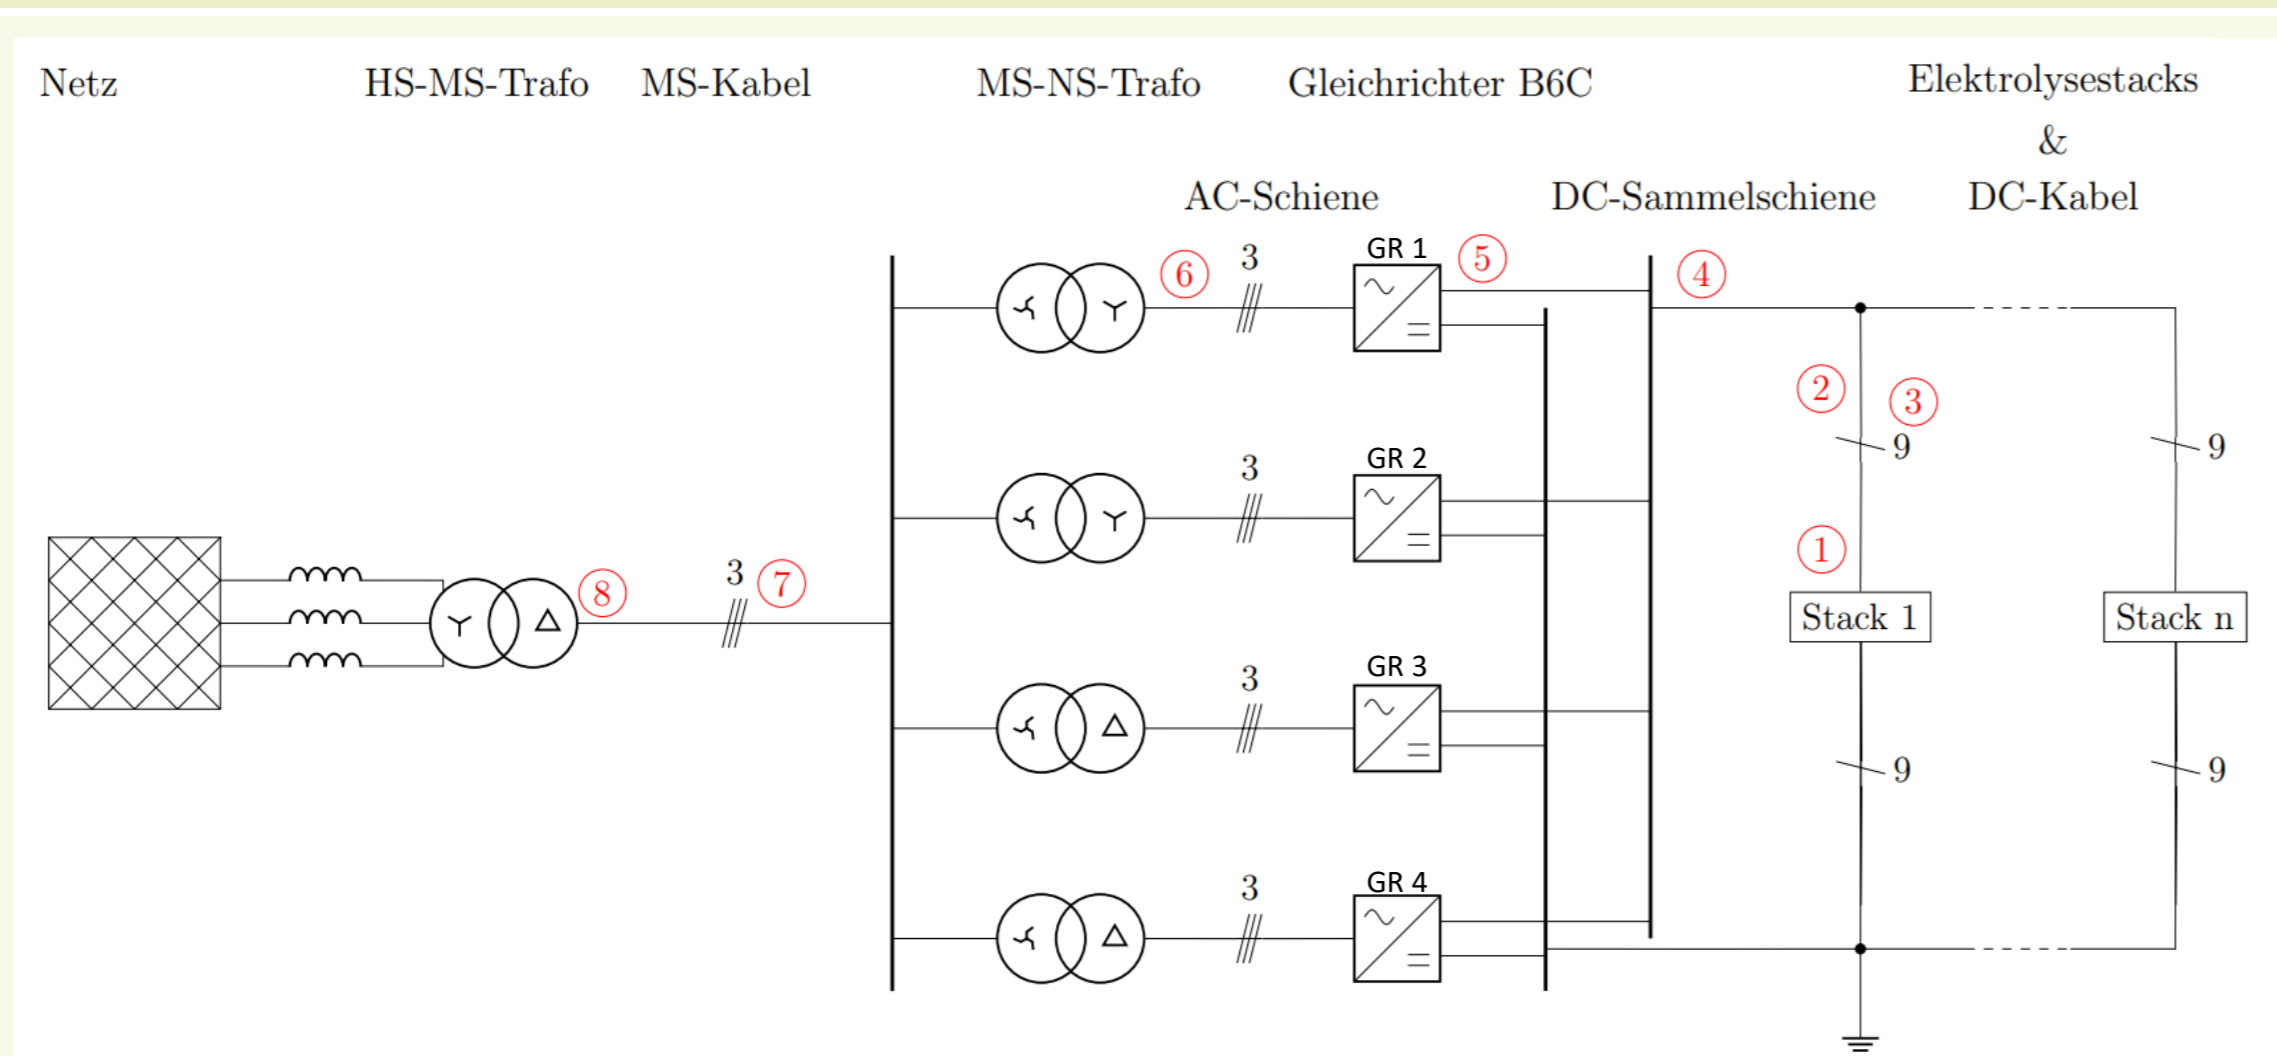 Netz
HS-MS-Trafo
MS-Kabel
MS-NS-Trafo
Gleichrichter B6C
Elektrolysestacks
&
DC-Kabel
AC-Schiene
DC-Sammelschiene
3
GR 1
5
6
4
2
3
9
9
3
GR 2
1
8
3
7
Stack 1
Stack n
3
GR 3
9
9
3
GR 4